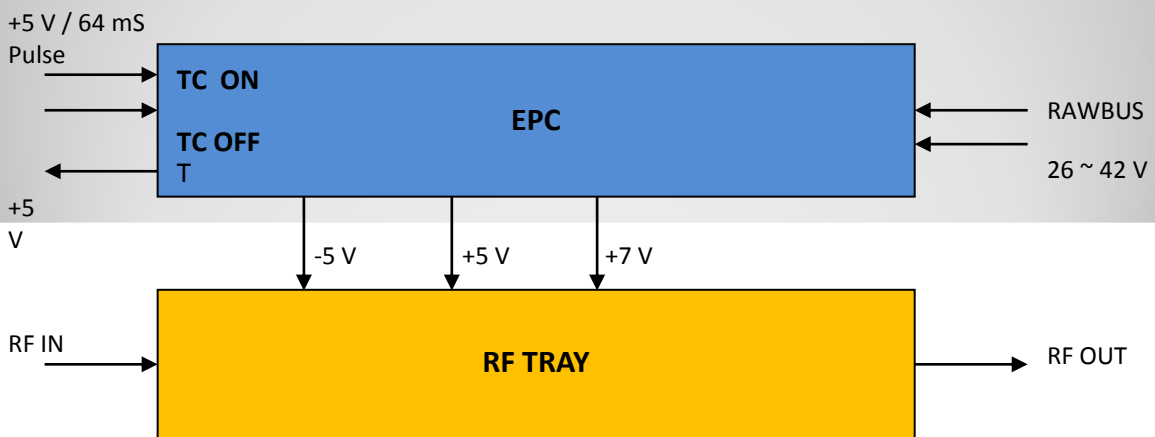 +5 V / 64 mS
Pulse
TC  ON
EPC
RAWBUS
TC OFF
T
26 ~ 42 V
+5
V
-5 V
+5 V
+7 V
RF IN
RF TRAY
RF OUT